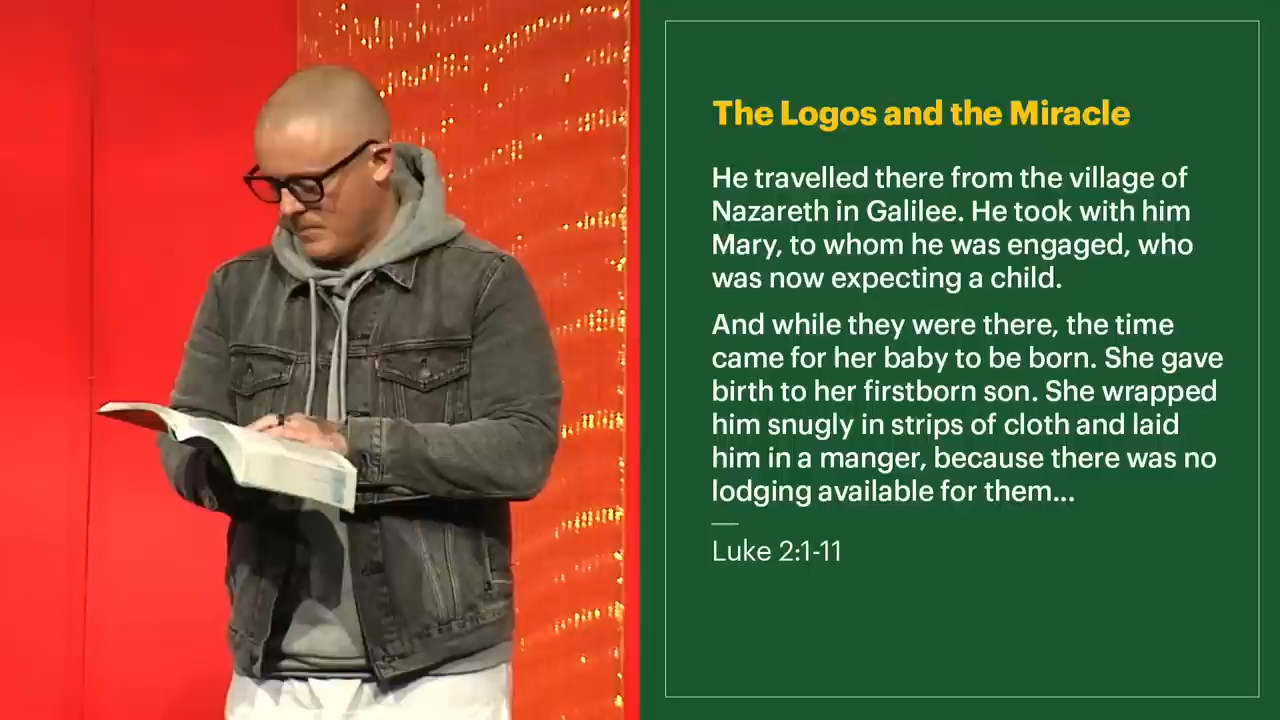 The Logos and the Miracle
He travelled there from the village of
Nazareth in Galilee. He took with him
Mary, to whom he was engaged, who
was now expecting a child.
And while they were there, the time
came for her baby to be born. She gave
birth to her firstborn son. She wrapped
him snugly in strips of cloth and laid
him in a manger, because there was no
lodging available for them...
Luke 2:1-11